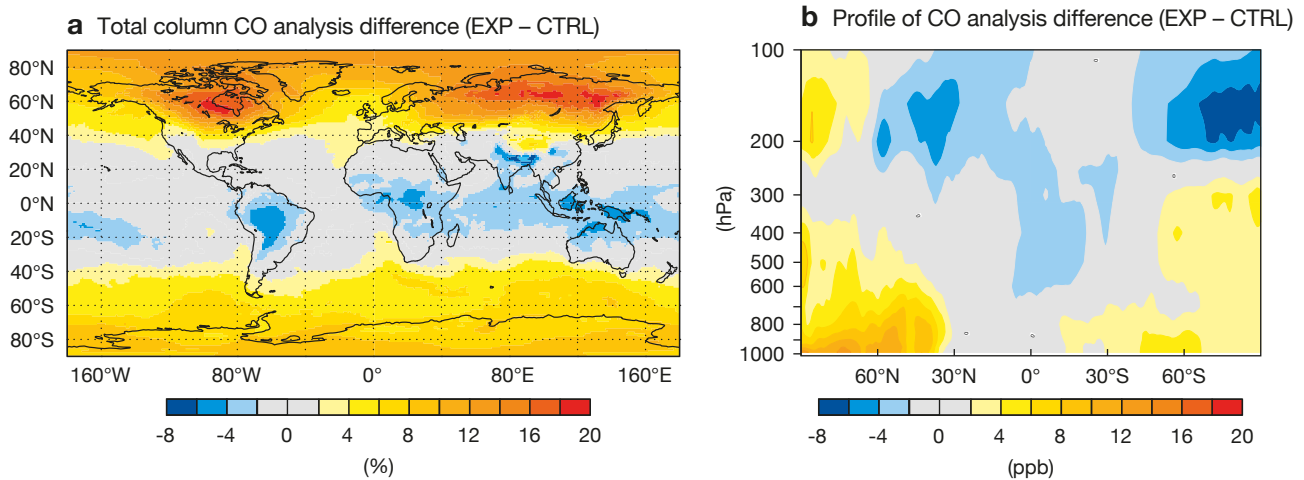 a Total column CO analysis difference (EXP – CTRL)
80°N
60°N
40°N
20°N
0°N
20°S
40°S
60°S
80°S
160°W 80°W 0° 80°E 160°E
-8 -4 0 4 8 12 16 20
(%)
b Profile of CO analysis difference (EXP – CTRL)
100
200
300
400
500
600
800
1000
(hPa)
60°N 30°N 0° 30°S 60°S
-8 -4 0 4 8 12 16 20
(ppb)